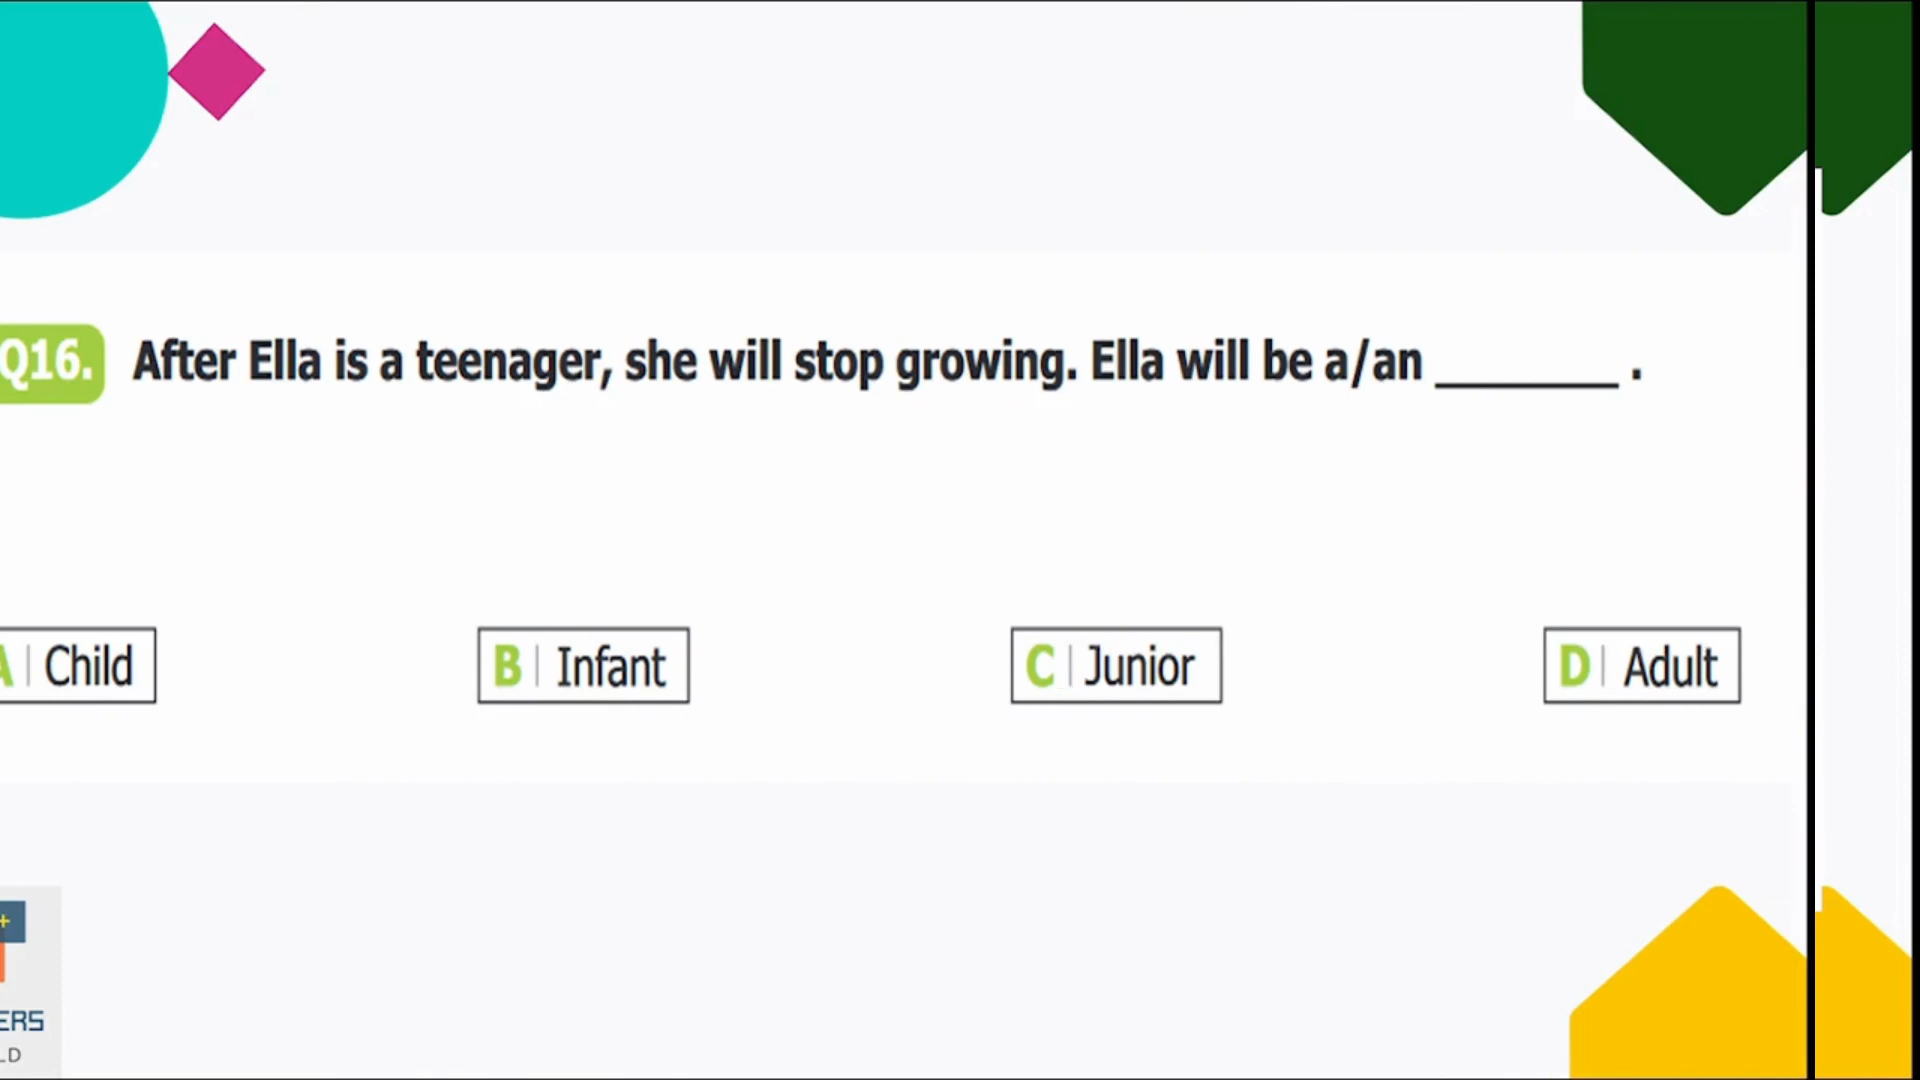 Q16. After Ella is a teenager, she will stop growing. Ella will be a/an ________ .
A | Child B | Infant C | Junior D | Adult
+
ERS
LD